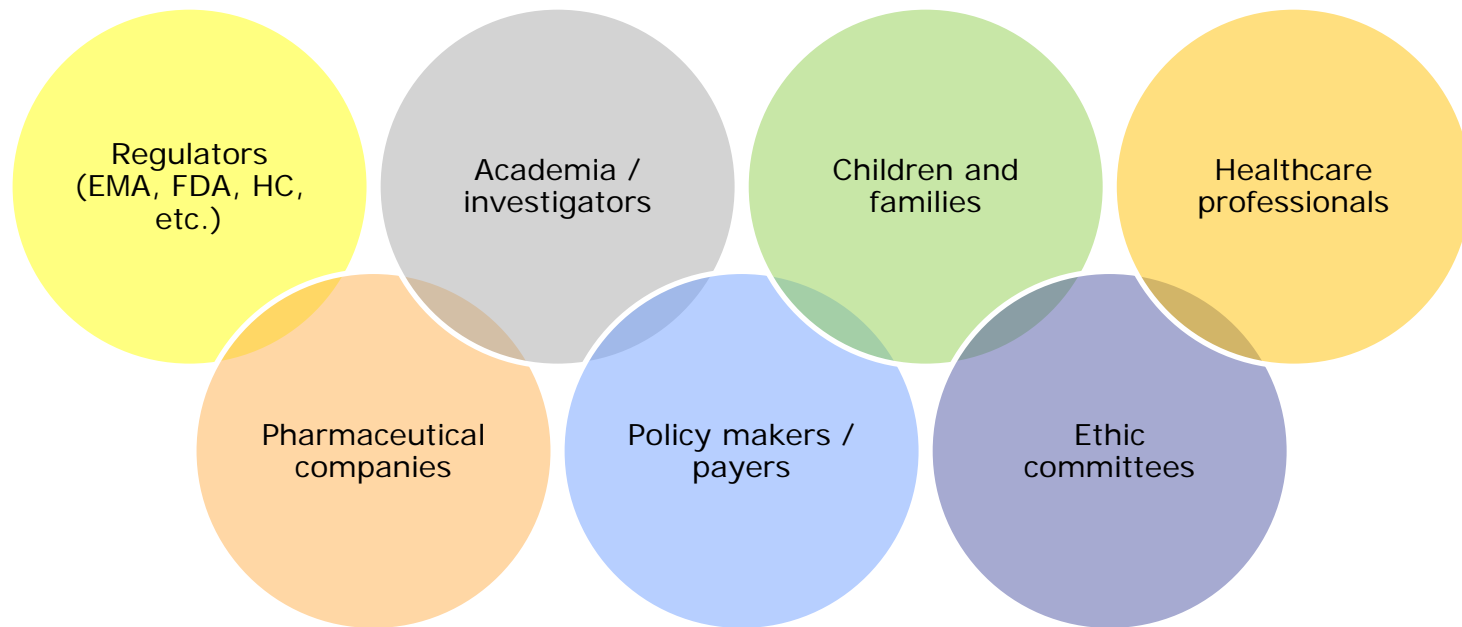 Regulators
(EMA, FDA, HC,
etc.)
Academia /
investigators
Children and
families
Healthcare
professionals
Pharmaceutical
companies
Policy makers /
payers
Ethic
committees